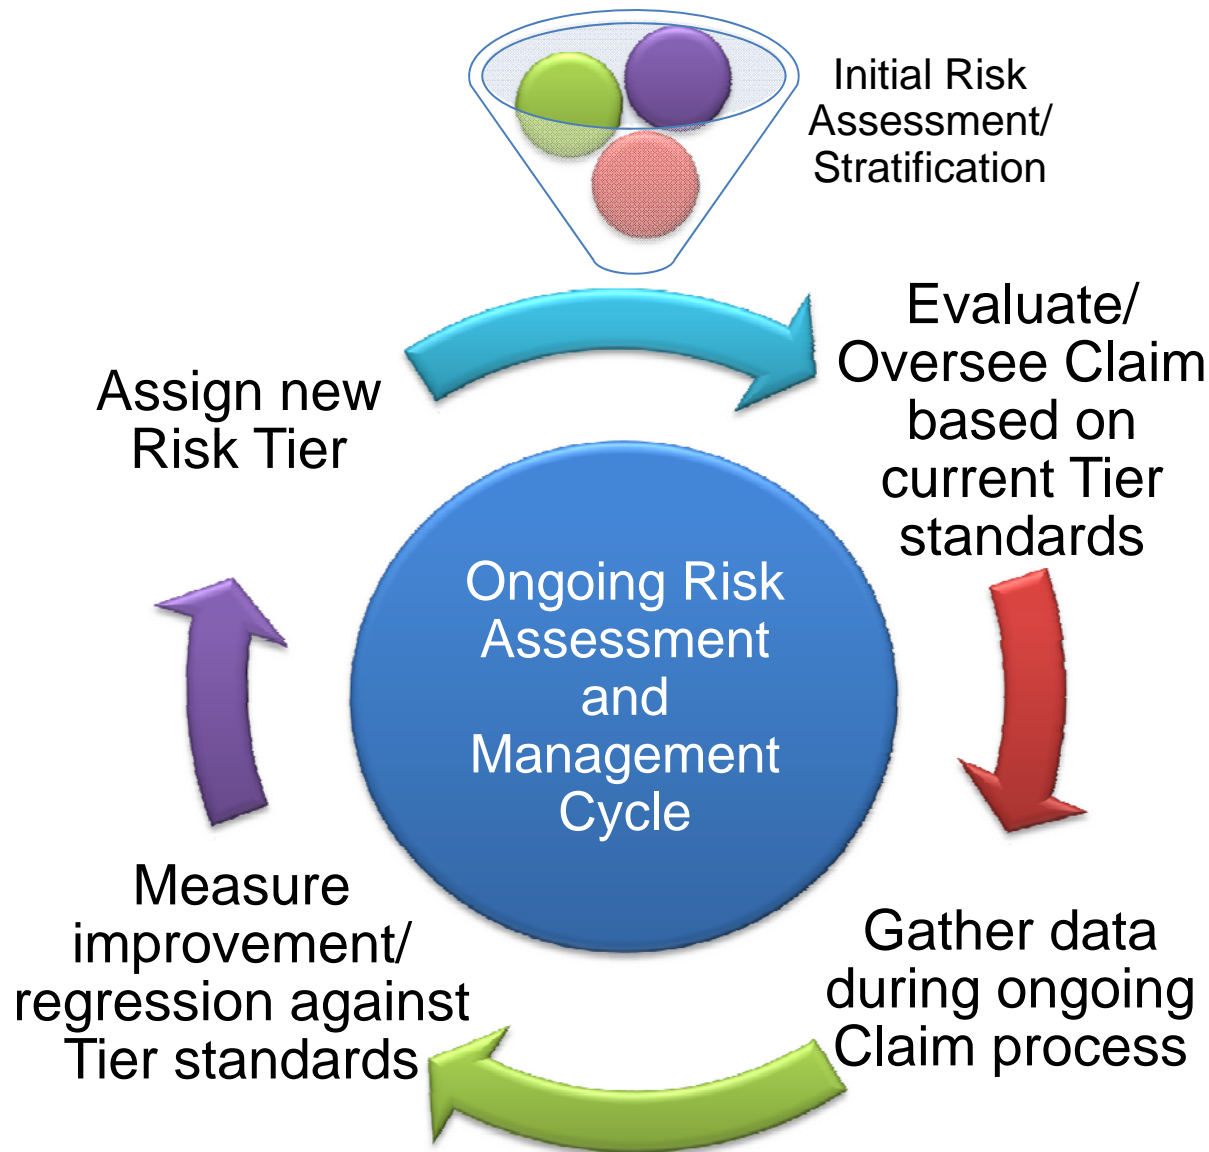 Initial Risk
Assessment/
Stratification
Evaluate/
Oversee Claim
based on
current Tier
standards
Assign new
Risk Tier
Ongoing Risk
Assessment
and
Management
Cycle
Gather data
during ongoing
Claim process
Measure
improvement/
regression against
Tier standards